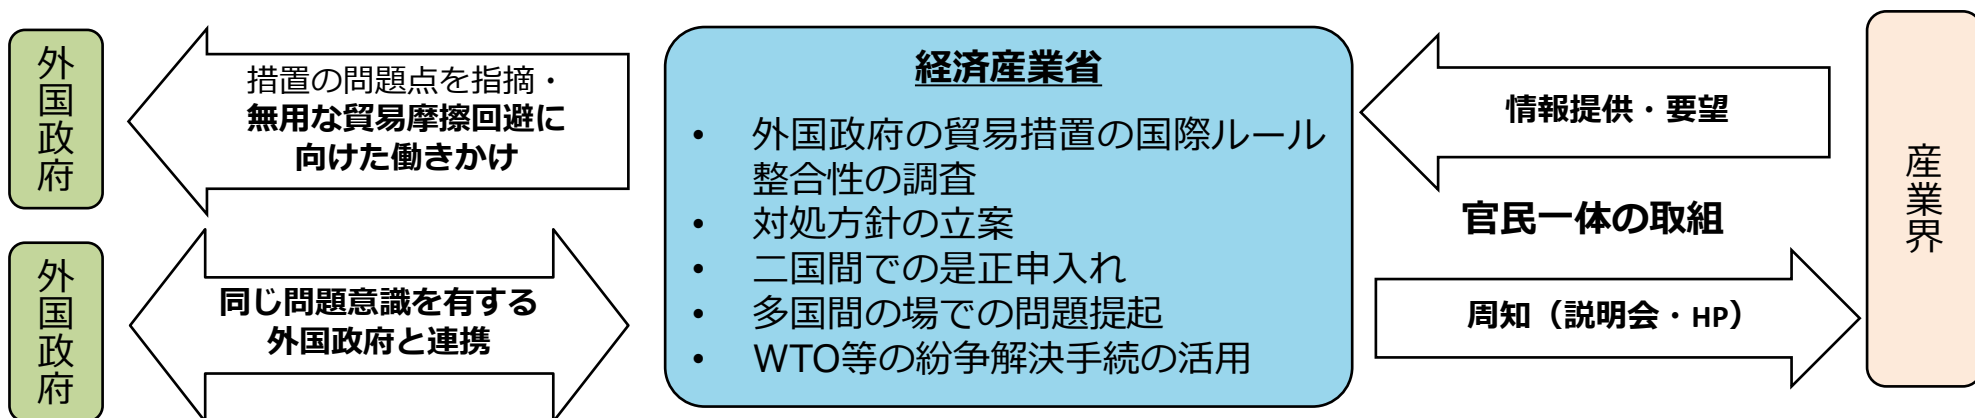 外国政府
措置の問題点を指摘・
無用な貿易摩擦回避に
向けた働きかけ
外国政府
同じ問題意識を有する
外国政府と連携
経済産業省
• 外国政府の貿易措置の国際ルール
整合性の調査
• 対処方針の立案
• 二国間での是正申入れ
• 多国間の場での問題提起
• WTO等の紛争解決手続の活用
情報提供・要望
官民一体の取組
周知（説明会・HP）
産業界